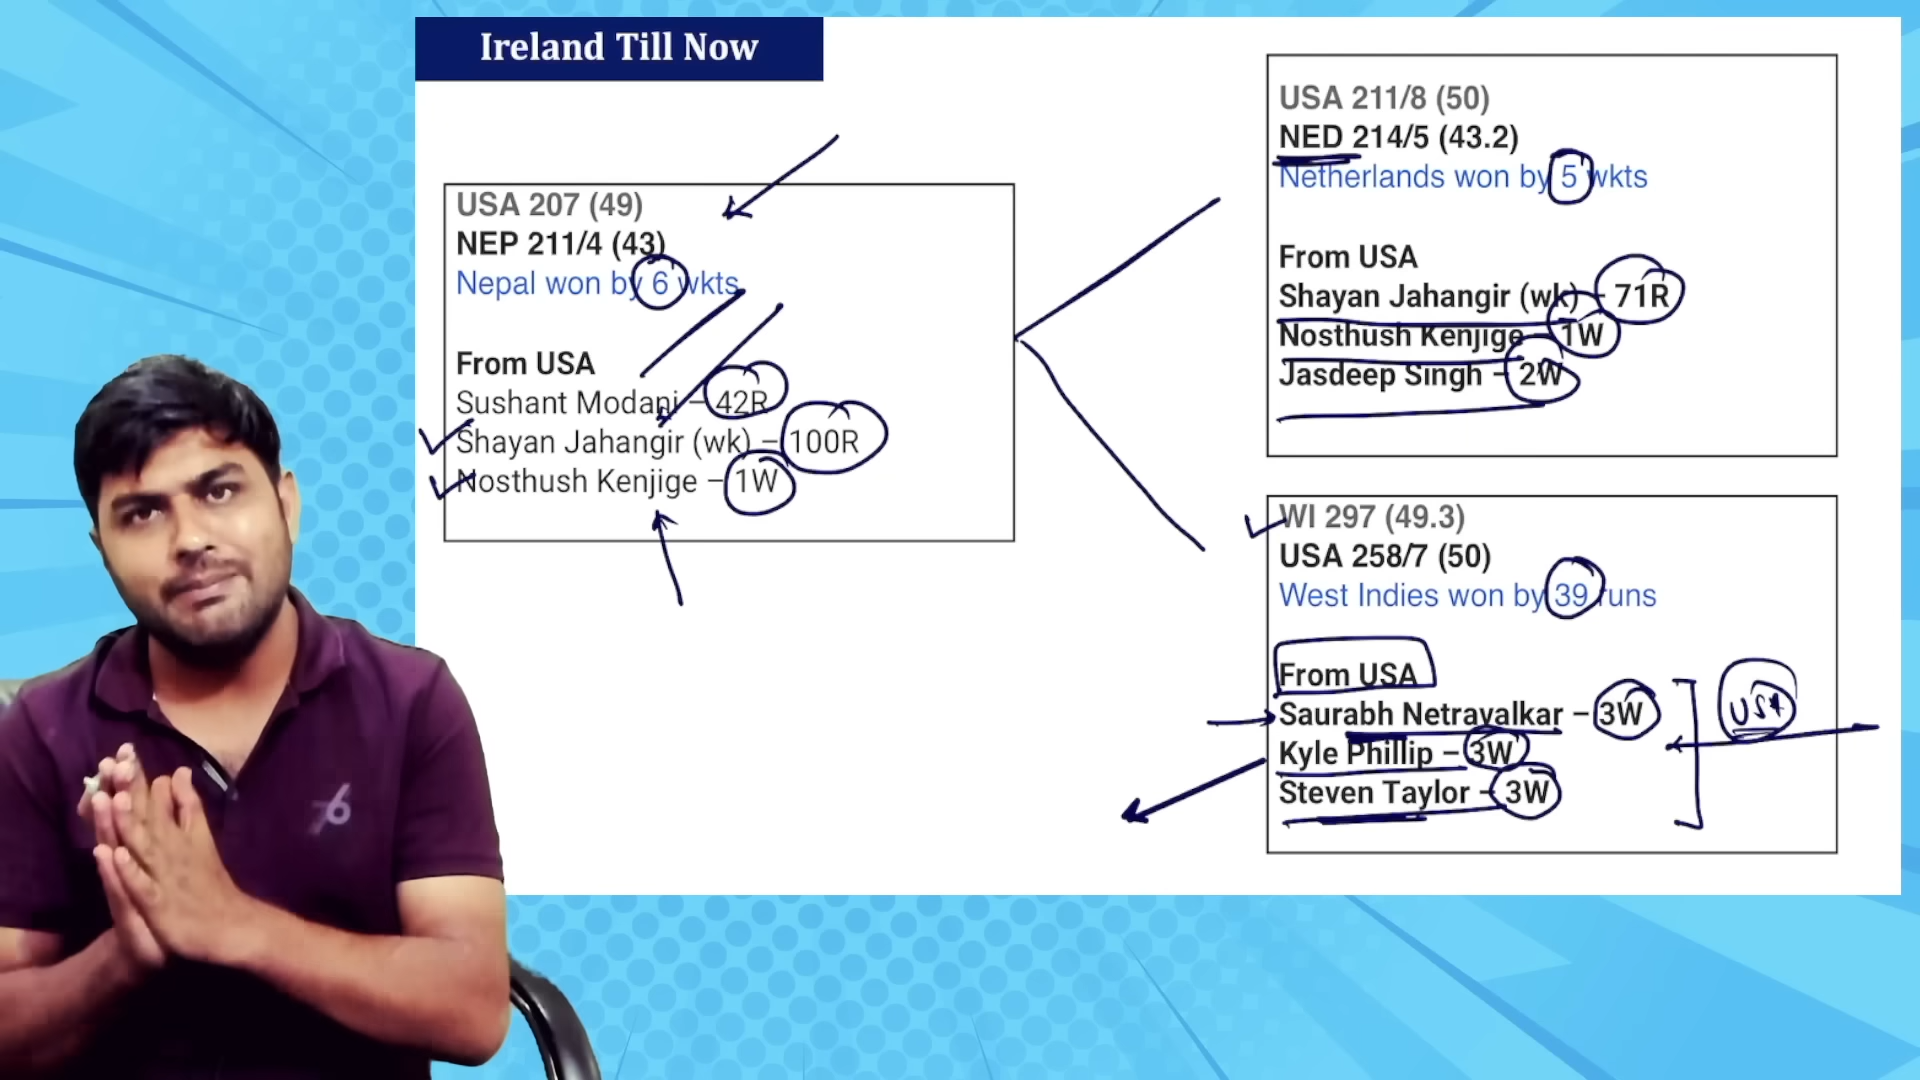 Ireland Till Now
USA 207 (49)
NEP 211/4 (43)
Nepal won by 6 wkts
From USA
Sushant Modani – 42R
Shayan Jahangir (wk) – 100R
Nosthush Kenjige – 1W
USA 211/8 (50)
NED 214/5 (43.2)
Netherlands won by 5 wkts
From USA
Shayan Jahangir (wk) – 71R
Nosthush Kenjige – 1W
Jasdeep Singh – 2W
WI 297 (49.3)
USA 258/7 (50)
West Indies won by 39 runs
From USA
Saurabh Netravalkar – 3W
Kyle Phillip – 3W
Steven Taylor – 3W
USA
76